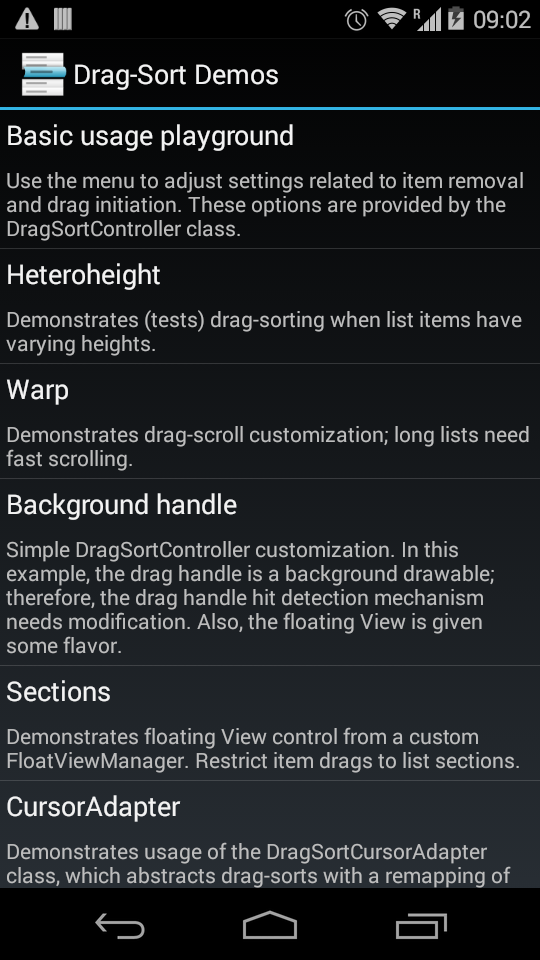 R 09:02
Drag-Sort Demos
Basic usage playground
Use the menu to adjust settings related to item removal
and drag initiation. These options are provided by the
DragSortController class.
Heteroheight
Demonstrates (tests) drag-sorting when list items have
varying heights.
Warp
Demonstrates drag-scroll customization; long lists need
fast scrolling.
Background handle
Simple DragSortController customization. In this
example, the drag handle is a background drawable;
therefore, the drag handle hit detection mechanism
needs modification. Also, the floating View is given
some flavor.
Sections
Demonstrates floating View control from a custom
FloatViewManager. Restrict item drags to list sections.
CursorAdapter
Demonstrates usage of the DragSortCursorAdapter
class, which abstracts drag-sorts with a remapping of